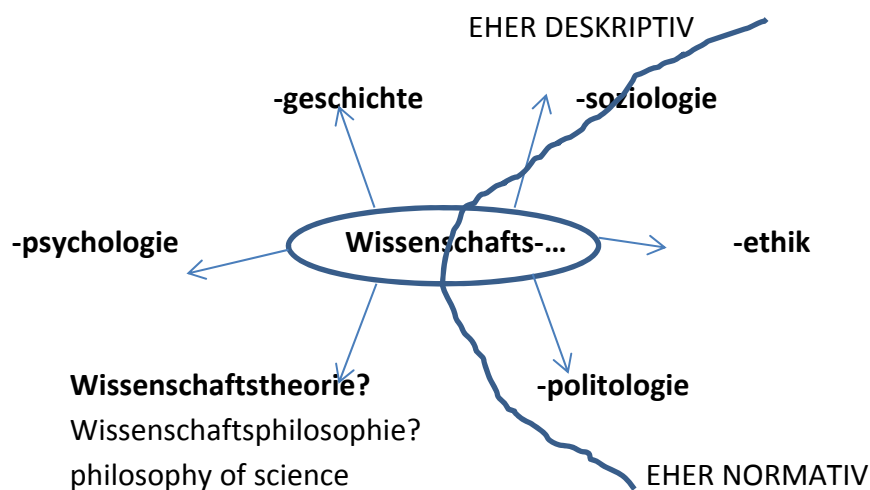 EHER DESKRIPTIV
-geschichte
-soziologie
-psychologie
Wissenschafts-...
-ethik
Wissenschaftstheorie?
-politologie
Wissenschaftsphilosophie?
philosophy of science
EHER NORMATIV